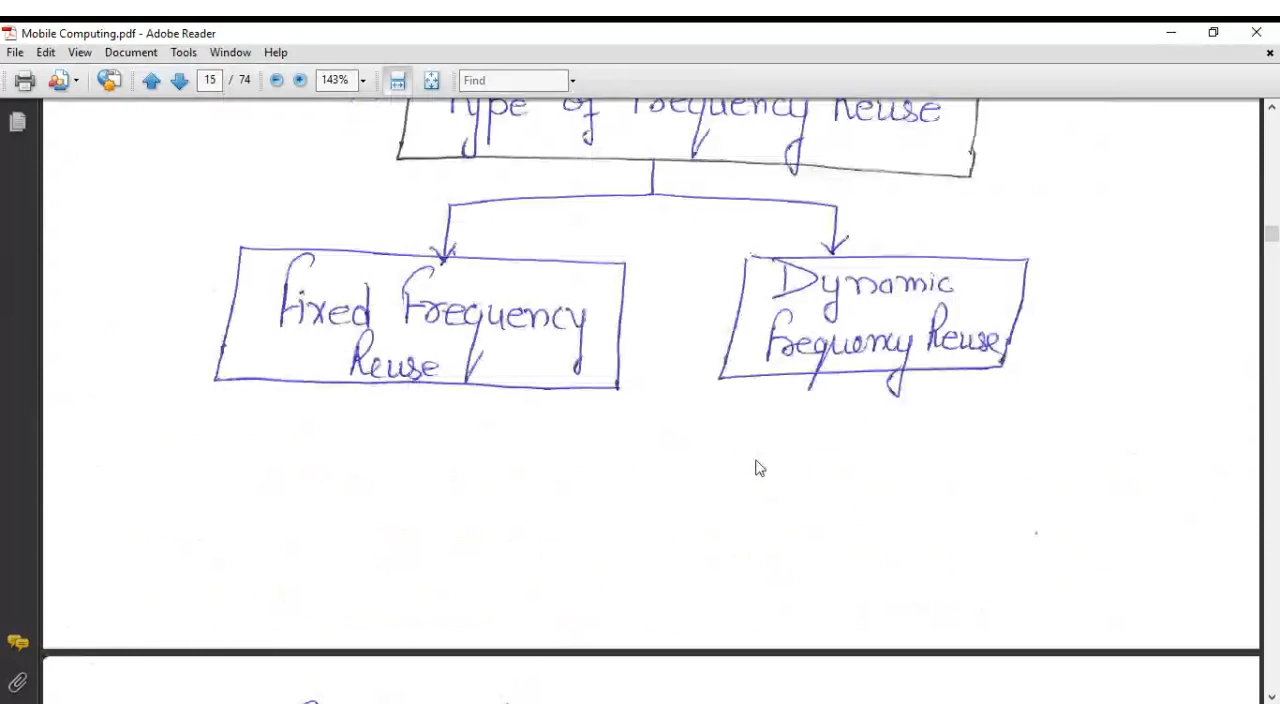 Mobile Computing.pdf - Adobe Reader
File Edit View Document Tools Window Help
15 / 74 143% Find
Type of Frequency Reuse
Fixed Frequency
Reuse
Dynamic
Frequency Reuse